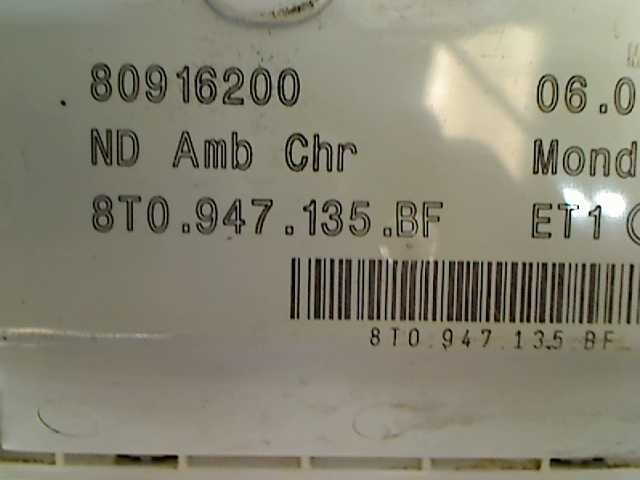 80916200 06.0
ND Amb Chr Mond
8T0.947.135.BF ET1
8T0.947.135.BF